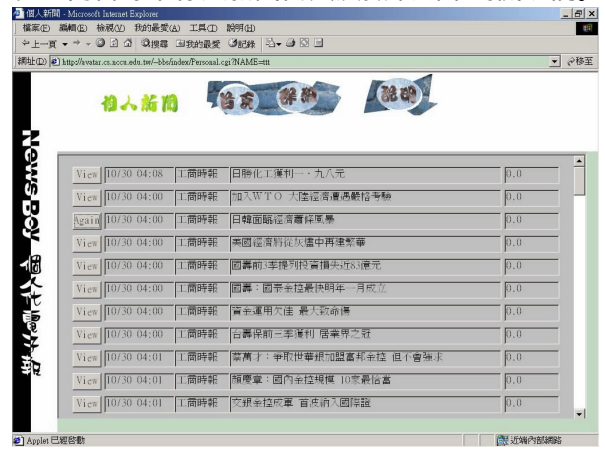 個人新聞 - Microsoft Internet Explorer
檔案(F) 編輯(E) 檢視(V) 我的最愛(A) 工具(T) 說明(H)
上一頁 搜尋 我的最愛 記錄
網址(D) http://avatar.cs.nccu.edu.tw/~bbs/index/Personal.cgi?NAME=ttt 移至
個人新聞 首頁 說明
NewsBoy 個人化電子報
View 10/30 04:08 工商時報 日勝化工獲利一‧九八元 0.0
View 10/30 04:00 工商時報 加入WTO 大陸經濟遭遇嚴格考驗 0.0
Again 10/30 04:00 工商時報 日韓面臨經濟蕭條風暴 0.0
View 10/30 04:00 工商時報 美國經濟將從灰燼中再建繁華 0.0
View 10/30 04:00 工商時報 國壽前3季提列投資損失近83億元 0.0
View 10/30 04:00 工商時報 國壽：國泰金控最快明年一月成立 0.0
View 10/30 04:00 工商時報 資金運用欠佳 最大致命傷 0.0
View 10/30 04:00 工商時報 台壽保前三季獲利 居業界之冠 0.0
View 10/30 04:01 工商時報 蔡萬才：爭取世華銀加盟富邦金控 但不會強求 0.0
View 10/30 04:01 工商時報 顏慶章：國內金控規模 10家最恰當 0.0
View 10/30 04:01 工商時報 交銀金控成軍 首波納入國際證 0.0
Applet 已經啟動 近端內部網路